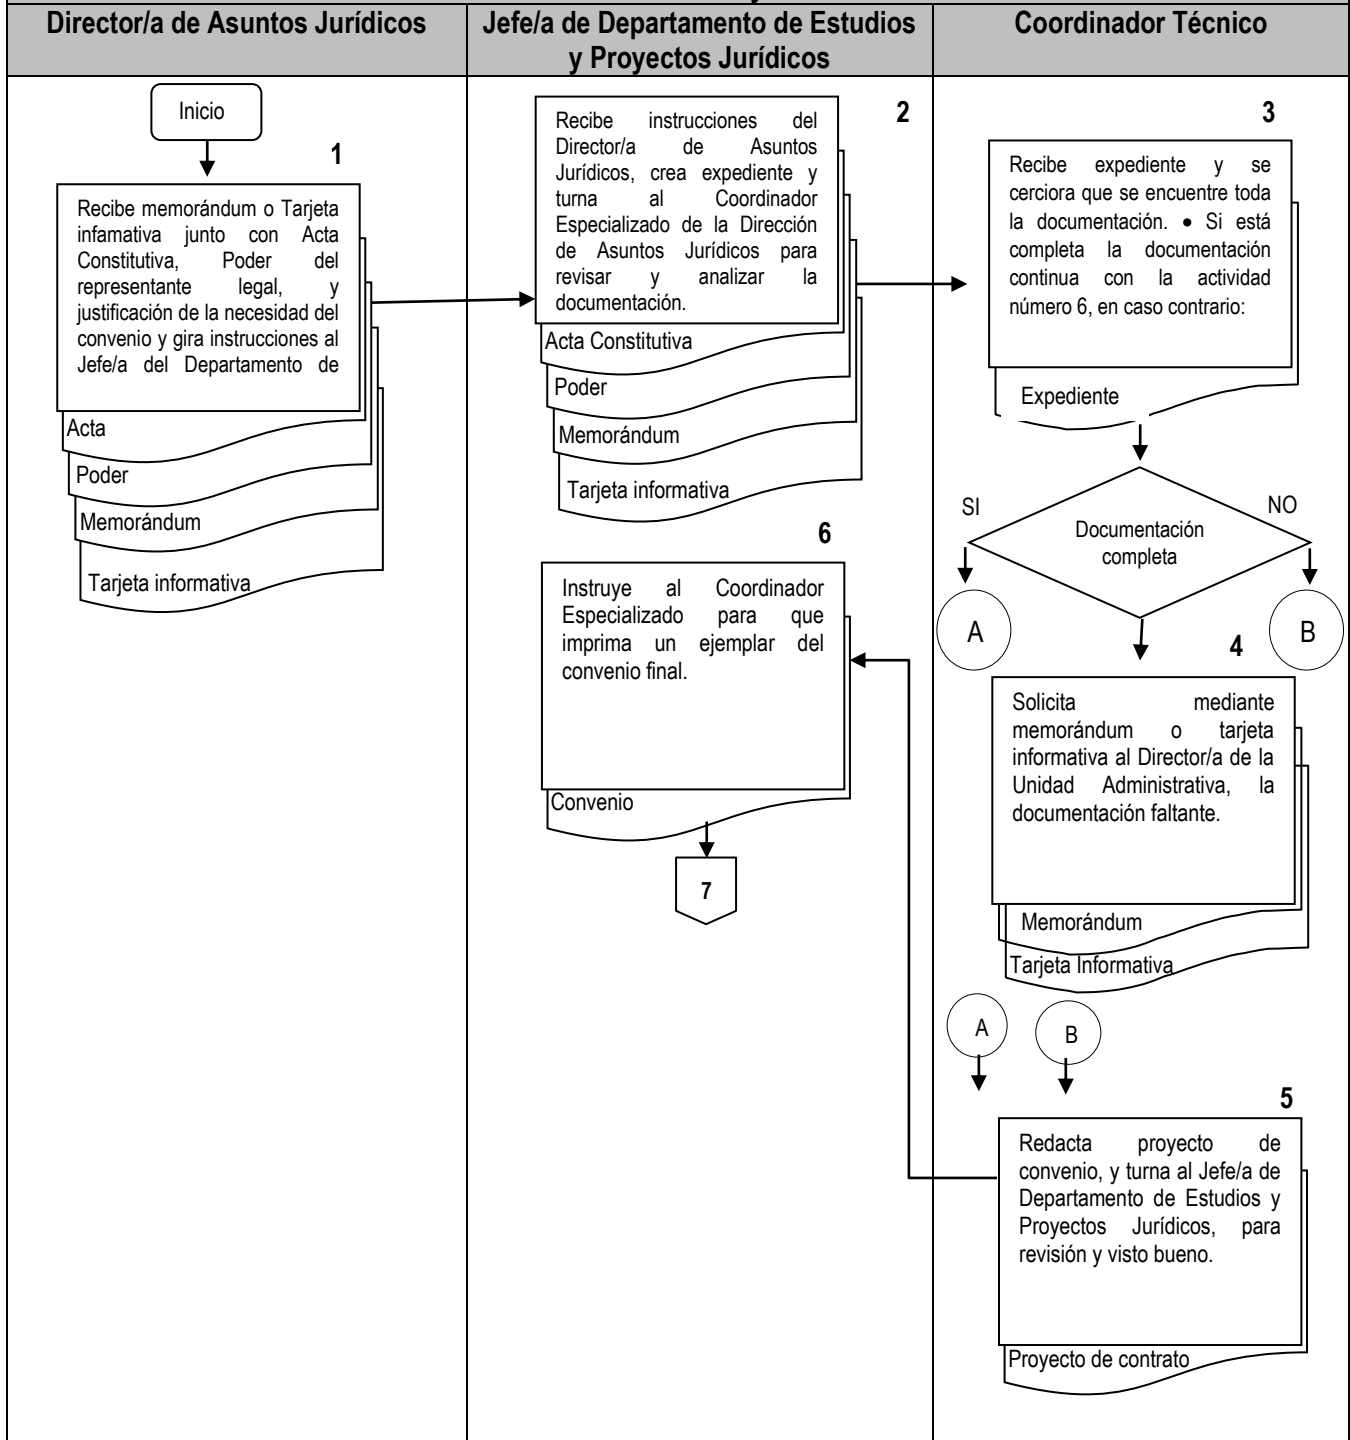 Director/a de Asuntos Jurídicos
Jefe/a de Departamento de Estudios
y Proyectos Jurídicos
Coordinador Técnico
Inicio
1
Recibe memorándum o Tarjeta
infamativa junto con Acta
Constitutiva, Poder del
representante legal, y
justificación de la necesidad del
convenio y gira instrucciones al
Jefe/a del Departamento de
Acta
Poder
Memorándum
Tarjeta informativa
2
Recibe instrucciones del
Director/a de Asuntos
Jurídicos, crea expediente y
turna al Coordinador
Especializado de la Dirección
de Asuntos Jurídicos para
revisar y analizar la
documentación.
Acta Constitutiva
Poder
Memorándum
Tarjeta informativa
6
Instruye al Coordinador
Especializado para que
imprima un ejemplar del
convenio final.
Convenio
7
3
Recibe expediente y se
cerciora que se encuentre toda
la documentación. • Si está
completa la documentación
continua con la actividad
número 6, en caso contrario:
Expediente
SI
NO
Documentación
completa
A
B
4
Solicita mediante
memorándum o tarjeta
informativa al Director/a de la
Unidad Administrativa, la
documentación faltante.
Memorándum
Tarjeta Informativa
A
B
5
Redacta proyecto de
convenio, y turna al Jefe/a de
Departamento de Estudios y
Proyectos Jurídicos, para
revisión y visto bueno.
Proyecto de contrato